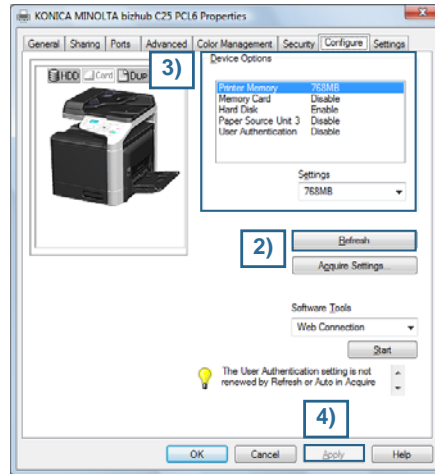 KONICA MINOLTA bizhub C25 PCL6 Properties
General Sharing Ports Advanced Color Management Security Configure Settings
HDD Card Dup
3)
Device Options
Printer Memory 768MB
Memory Card Disable
Hard Disk Enable
Paper Source Unit 3 Disable
User Authentication Disable
Settings
768MB
2)
Refresh
Acquire Settings...
Software Tools
Web Connection
Start
The User Authentication setting is not
renewed by Refresh or Auto in Acquire
4)
OK Cancel Apply Help